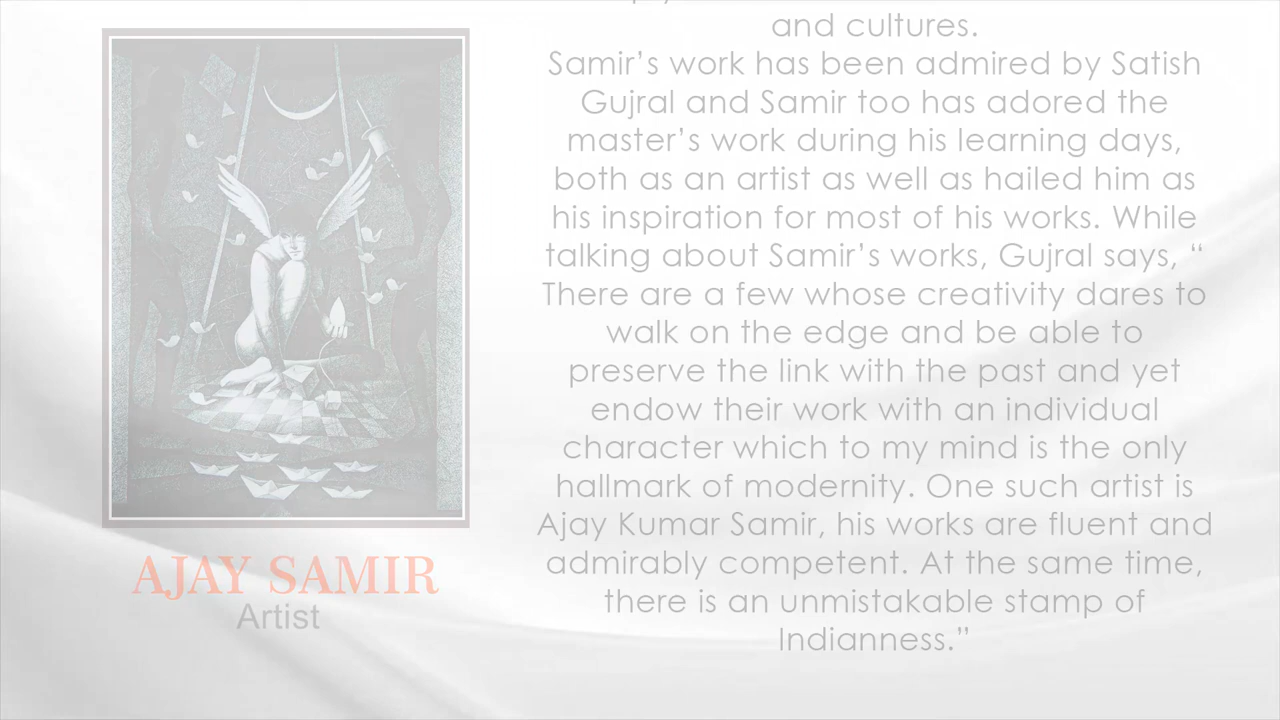 and cultures.
Samir’s work has been admired by Satish
Gujral and Samir too has adored the
master’s work during his learning days,
both as an artist as well as hailed him as
his inspiration for most of his works. While
talking about Samir’s works, Gujral says, “
There are a few whose creativity dares to
walk on the edge and be able to
preserve the link with the past and yet
endow their work with an individual
character which to my mind is the only
hallmark of modernity. One such artist is
Ajay Kumar Samir, his works are fluent and
admirably competent. At the same time,
there is an unmistakable stamp of
Indianness.”
AJAY SAMIR
Artist